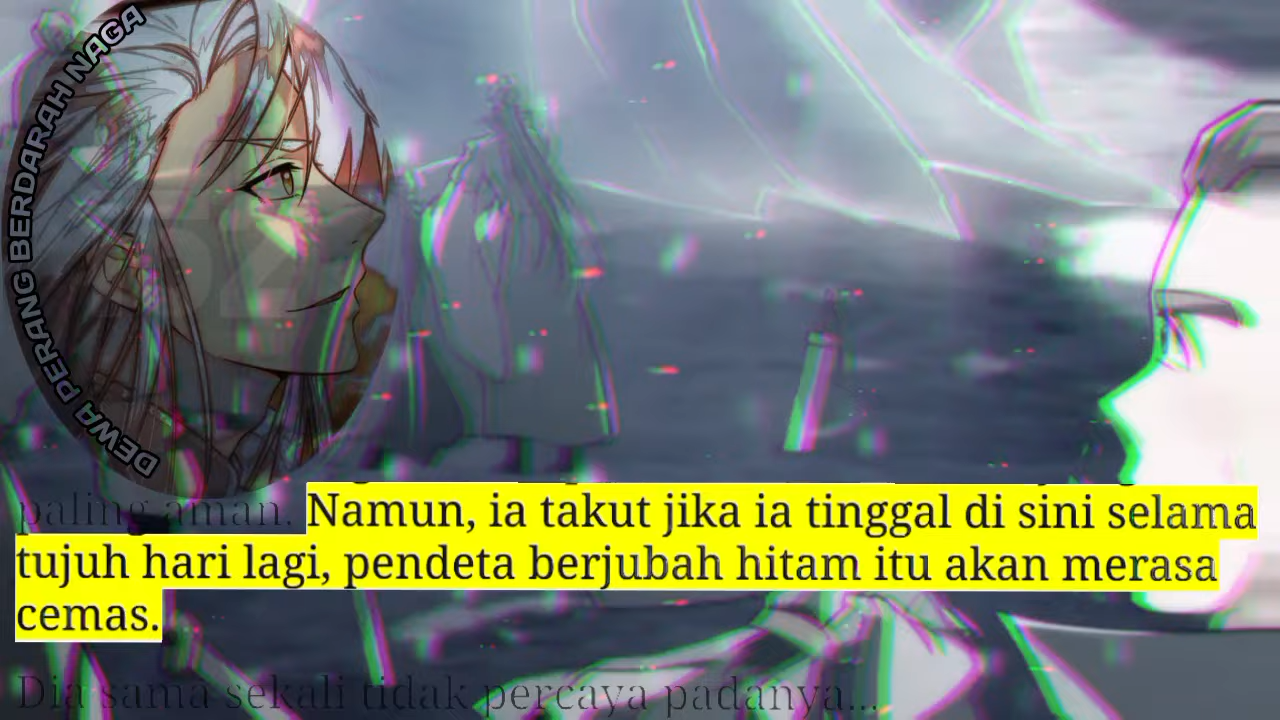 DEWA PERANG BERDARAH NAGA
paling aman. Namun, ia takut jika ia tinggal di sini selama
tujuh hari lagi, pendeta berjubah hitam itu akan merasa
cemas.
Dia sama sekali tidak percaya padanya...